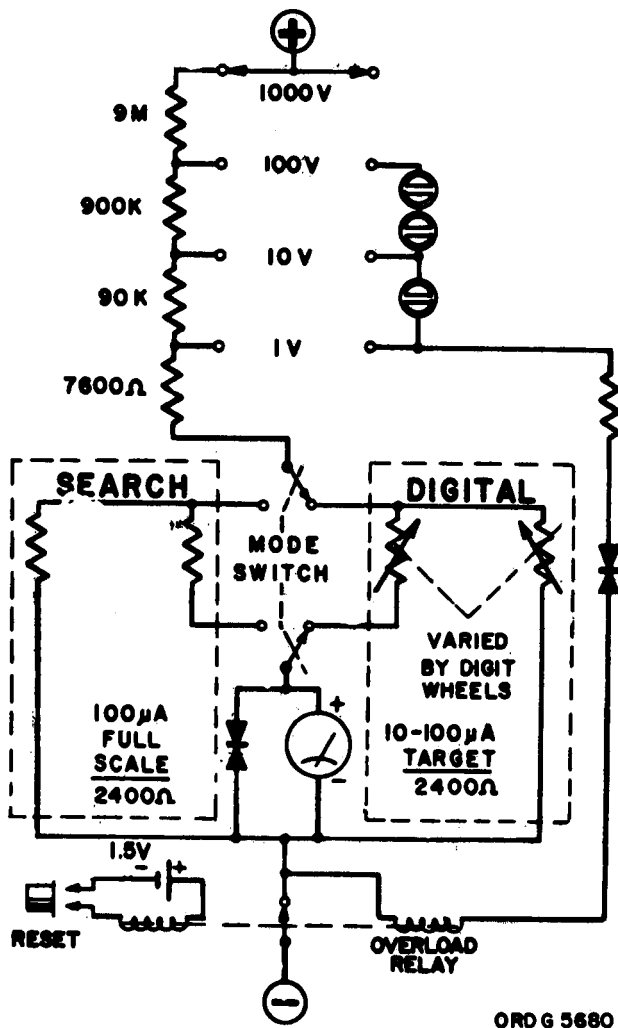 +
1000V
9M
100V
900K
10V
90K
1V
7600Ω
SEARCH
DIGITAL
MODE
SWITCH
VARIED
BY DIGIT
WHEELS
100µA
FULL
SCALE
2400Ω
+
-
10-100µA
TARGET
2400Ω
1.5V
- +
RESET
OVERLOAD
RELAY
-
ORD G 5680